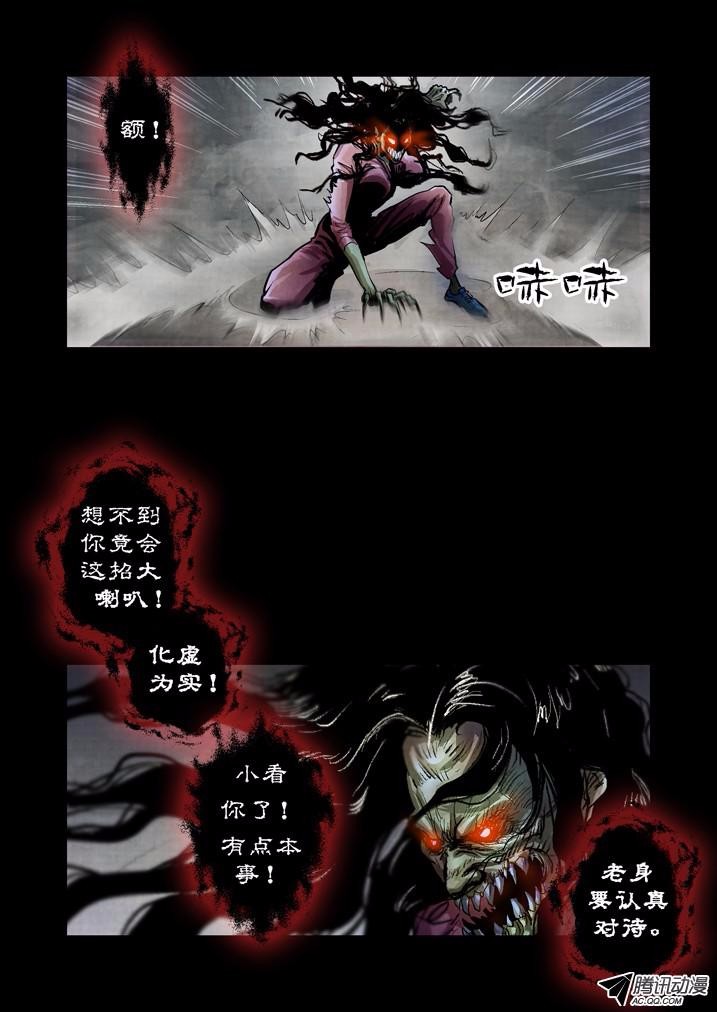 额！
哧哧
想不到
你竟会
这招大
喇叭！
化虚
为实！
小看
你了！
有点本
事！
老身
要认真
对待。
腾讯动漫
AC.QQ.COM